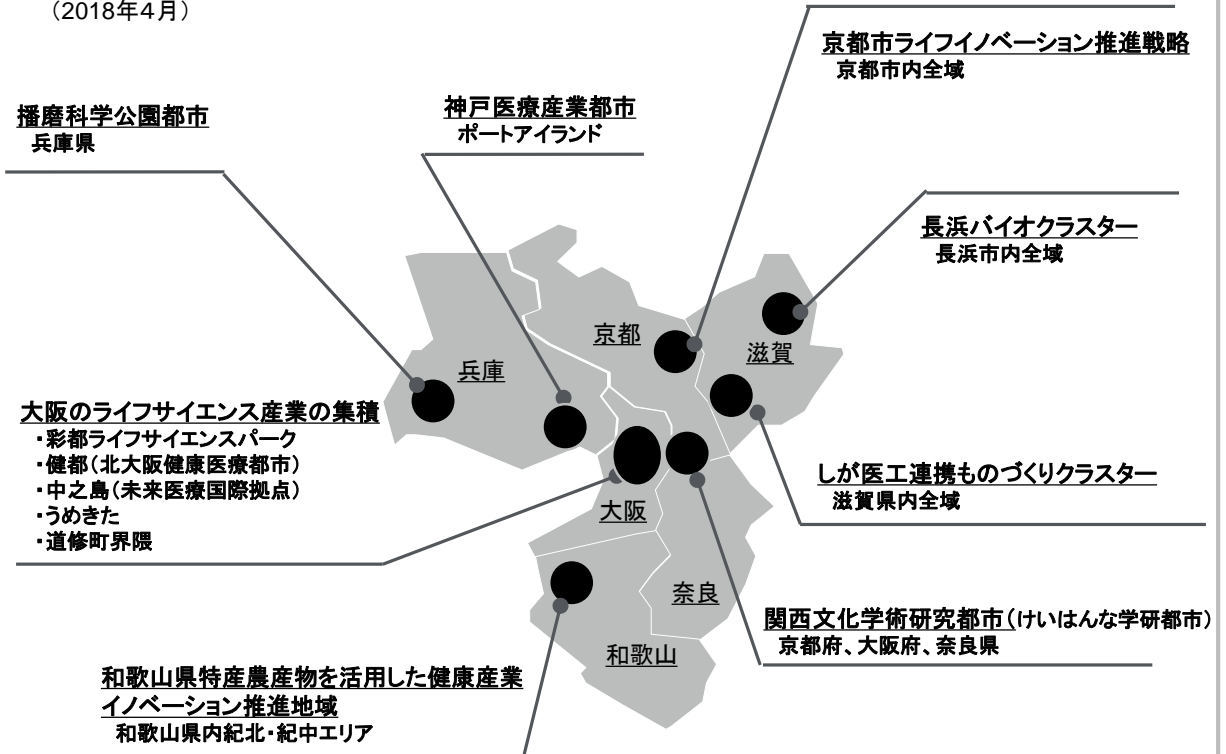 （2018年4月）
京都市ライフイノベーション推進戦略
京都市内全域
播磨科学公園都市
兵庫県
神戸医療産業都市
ポートアイランド
長浜バイオクラスター
長浜市内全域
京都
滋賀
兵庫
大阪のライフサイエンス産業の集積
・彩都ライフサイエンスパーク
・健都（北大阪健康医療都市）
・中之島（未来医療国際拠点）
・うめきた
・道修町界隈
しが医工連携ものづくりクラスター
滋賀県内全域
大阪
奈良
関西文化学術研究都市（けいはんな学研都市）
京都府、大阪府、奈良県
和歌山
和歌山県特産農産物を活用した健康産業
イノベーション推進地域
和歌山県内紀北・紀中エリア